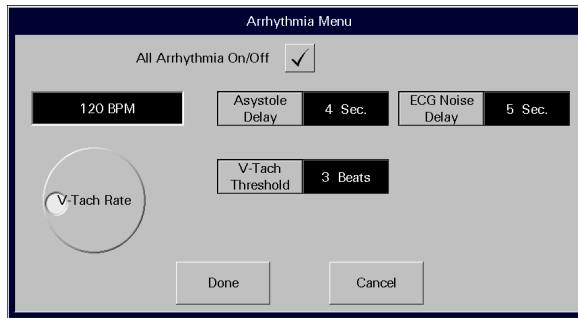 Arrhythmia Menu
All Arrhythmia On/Off
120 BPM
Asystole
Delay
4 Sec.
ECG Noise
Delay
5 Sec.
V-Tach Rate
V-Tach
Threshold
3 Beats
Done
Cancel